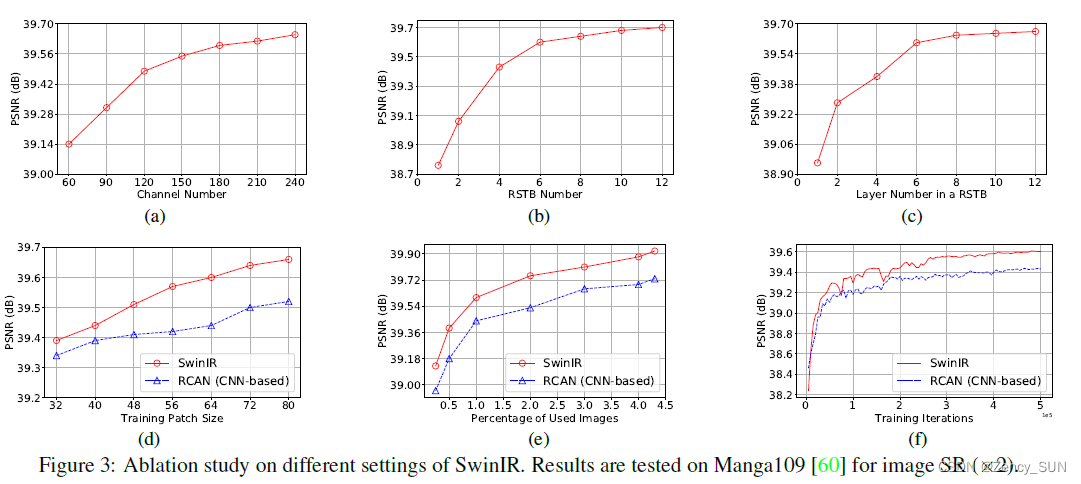 39.70
39.56
39.42
39.28
39.14
39.00
PSNR (dB)
60 90 120 150 180 210 240
Channel Number
(a)
39.7
39.5
39.3
39.1
38.9
38.7
PSNR (dB)
0 2 4 6 8 10 12
RSTB Number
(b)
39.70
39.54
39.38
39.22
39.06
38.90
PSNR (dB)
0 2 4 6 8 10 12
Layer Number in a RSTB
(c)
39.7
39.6
39.5
39.4
39.3
39.2
PSNR (dB)
SwinIR
RCAN (CNN-based)
32 40 48 56 64 72 80
Training Patch Size
(d)
39.90
39.72
39.54
39.36
39.18
39.00
PSNR (dB)
SwinIR
RCAN (CNN-based)
0.5 1.0 1.5 2.0 2.5 3.0 3.5 4.0 4.5
Percentage of Used Images
(e)
39.6
39.4
39.2
39.0
38.8
38.6
38.4
38.2
PSNR (dB)
SwinIR
RCAN (CNN-based)
0 1 2 3 4 5
1e5
Training Iterations
(f)
Figure 3: Ablation study on different settings of SwinIR. Results are tested on Manga109 [60] for image SR (×2).